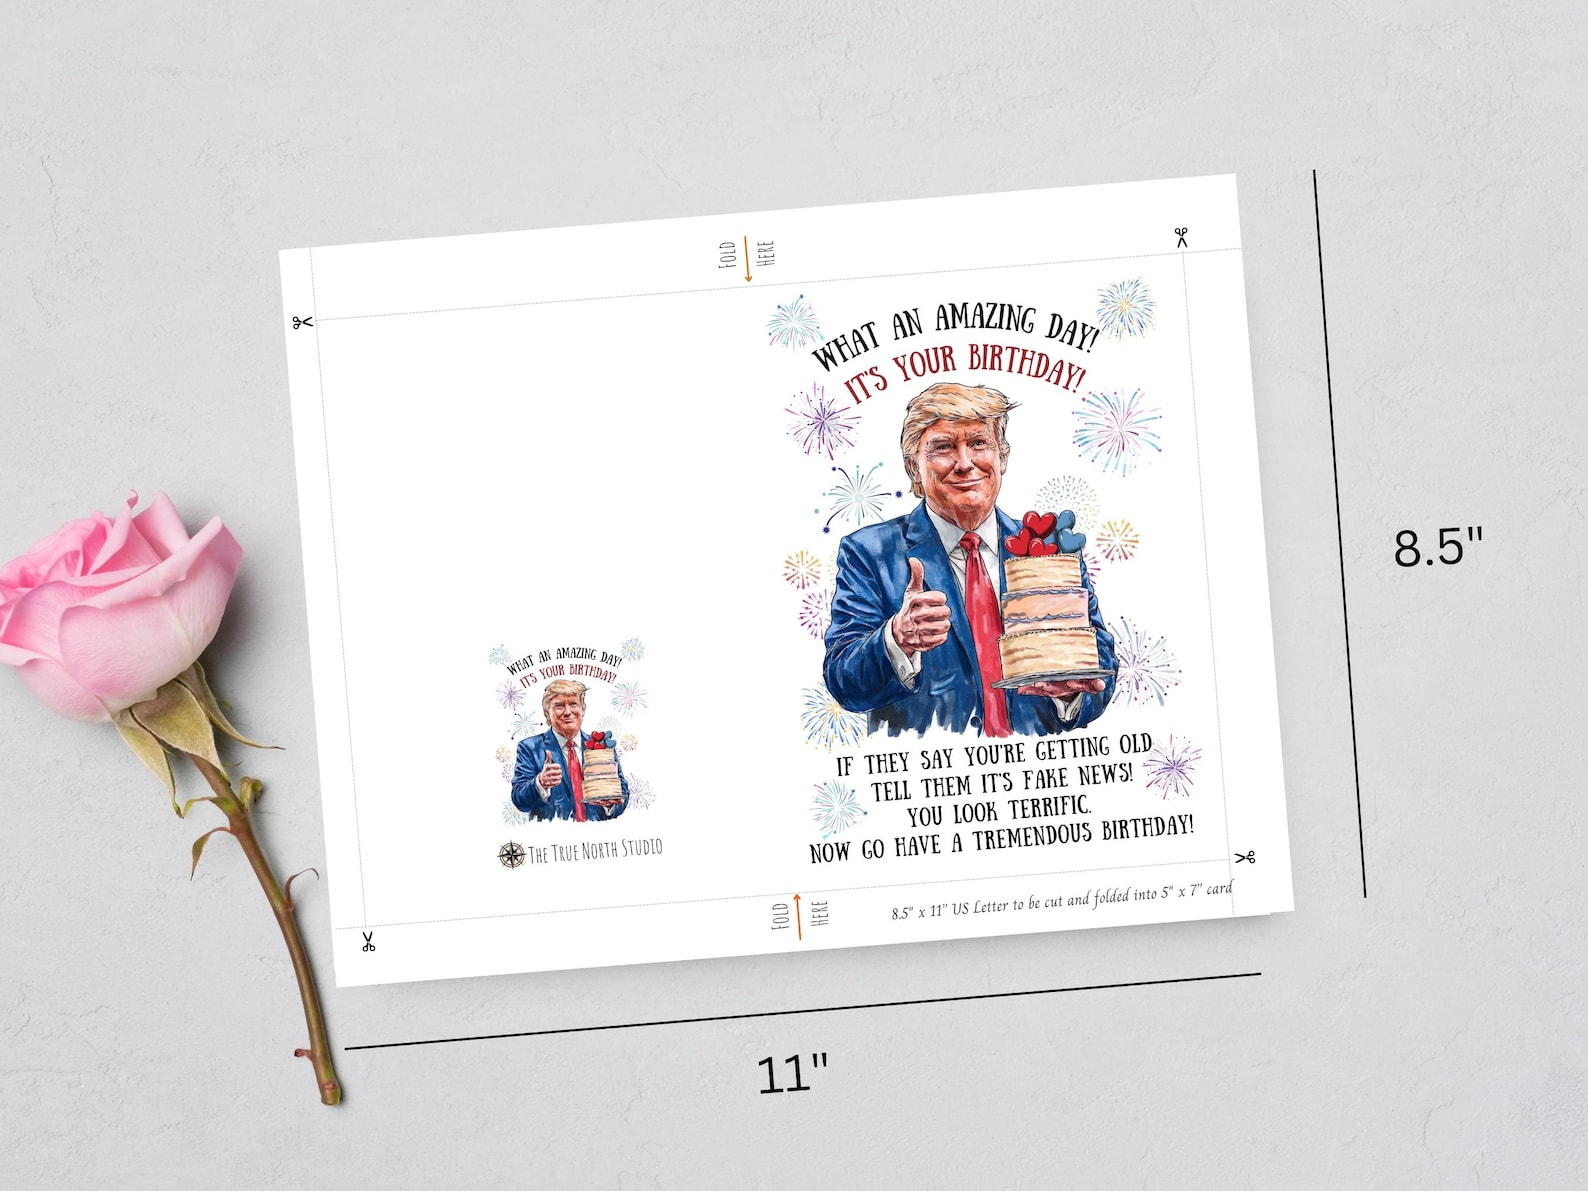 FOLD
HERE
WHAT AN AMAZING DAY!
IT'S YOUR BIRTHDAY!
IF THEY SAY YOU'RE GETTING OLD
TELL THEM IT'S FAKE NEWS!
YOU LOOK TERRIFIC.
NOW GO HAVE A TREMENDOUS BIRTHDAY!
WHAT AN AMAZING DAY!
IT'S YOUR BIRTHDAY!
THE TRUE NORTH STUDIO
FOLD
HERE
8.5" x 11" US Letter to be cut and folded into 5" x 7" card
8.5"
11"